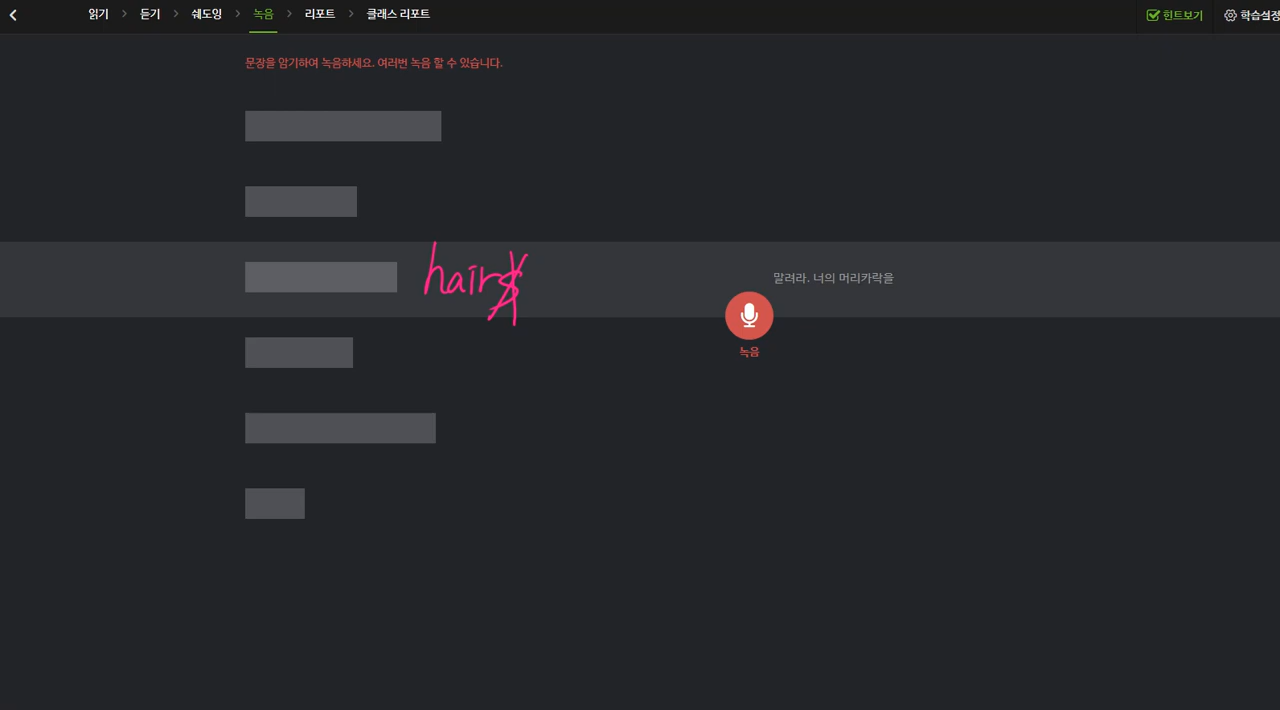 읽기 > 듣기 > 쉐도잉 > 녹음 > 리포트 > 클래스 리포트 힌트보기 학습설정
문장을 암기하여 녹음하세요. 여러번 녹음 할 수 있습니다.
hair
말려라. 너의 머리카락을
녹음